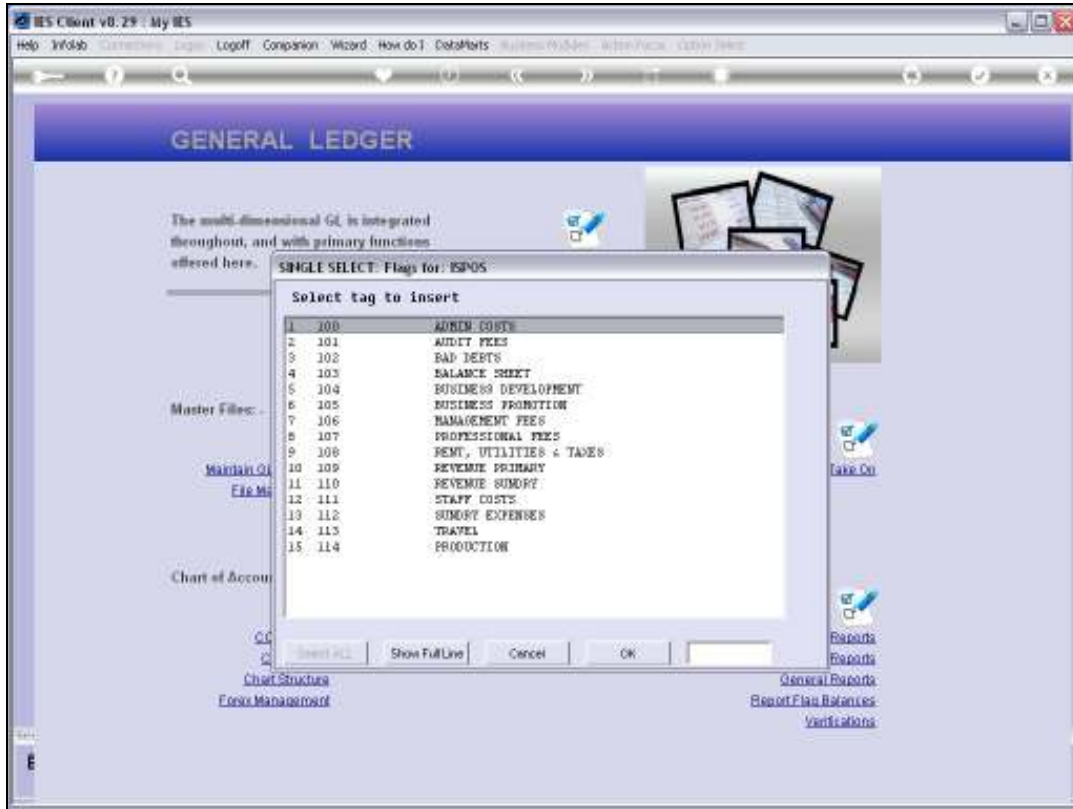 IES Client v8.29 : My IES
Help Infolab Logoff Companion Wizard How do I DataMarts
GENERAL LEDGER
The multi-dimensional GL is integrated
throughout, and with primary functions
offered here.
SINGLE SELECT: Flags for: ISPOS
Select tag to insert
1 100 ADMIN COSTS
2 101 AUDIT FEES
3 102 BAD DEBTS
4 103 BALANCE SHEET
5 104 BUSINESS DEVELOPMENT
6 105 BUSINESS PROMOTION
7 106 MANAGEMENT FEES
8 107 PROFESSIONAL FEES
9 108 RENT, UTILITIES & TAXES
10 109 REVENUE PRIMARY
11 110 REVENUE SUNDRY
12 111 STAFF COSTS
13 112 SUNDRY EXPENSES
14 113 TRAVEL
15 114 PRODUCTION
Master Files:
Maintain Take On
File
Chart of
Select ALL Show Full Line Cancel OK
Reports
Reports
Chart Structure General Reports
Forex Management Report Flag Balances
Verifications